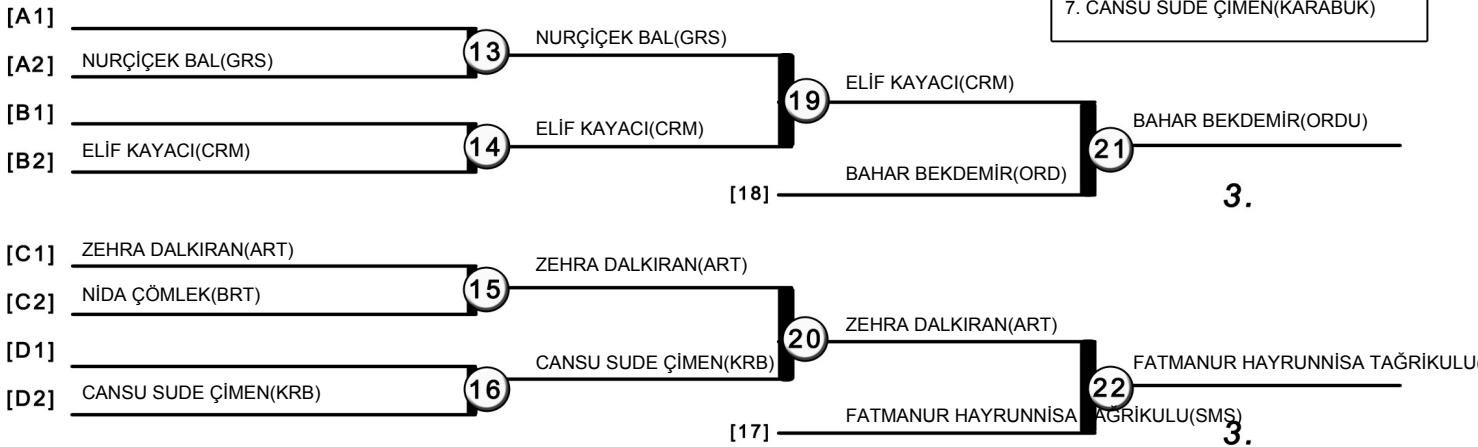 7. CANSU SUDE ÇİMEN(KARABÜK)
[A1]
13
NURÇİÇEK BAL(GRS)
[A2] NURÇİÇEK BAL(GRS)
19
ELİF KAYACI(CRM)
[B1]
14
ELİF KAYACI(CRM)
[B2] ELİF KAYACI(CRM)
21
BAHAR BEKDEMİR(ORDU)
[18] BAHAR BEKDEMİR(ORD)
3.
[C1] ZEHRA DALKIRAN(ART)
15
ZEHRA DALKIRAN(ART)
[C2] NİDA ÇÖMLEK(BRT)
20
ZEHRA DALKIRAN(ART)
[D1]
16
CANSU SUDE ÇİMEN(KRB)
[D2] CANSU SUDE ÇİMEN(KRB)
22
FATMANUR HAYRUNNİSA TAĞRİKULU(
[17] FATMANUR HAYRUNNİSA TAĞRİKULU(SMS)
3.